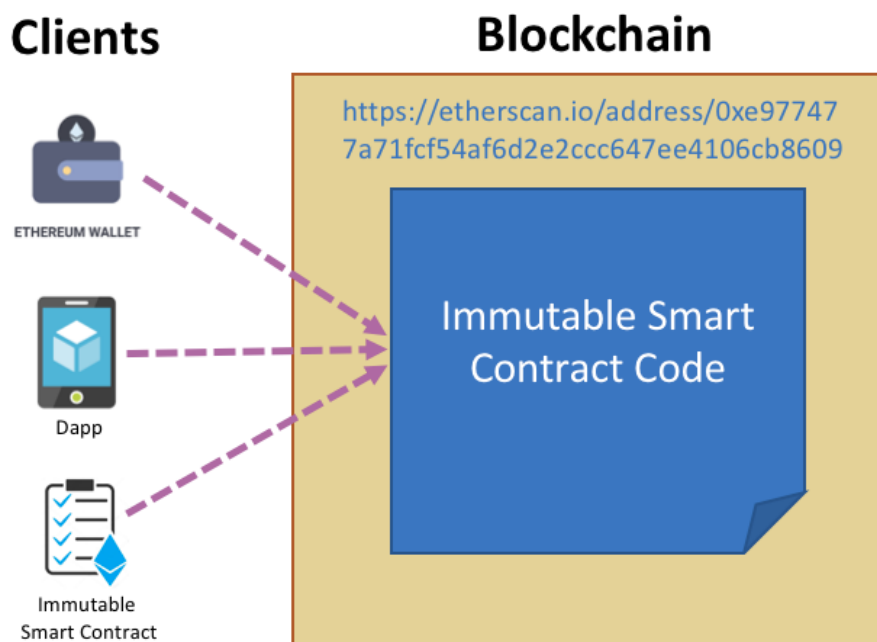 Clients
Blockchain
https://etherscan.io/address/0xe97747
7a71fcf54af6d2e2ccc647ee4106cb8609
ETHEREUM WALLET
Immutable Smart
Contract Code
Dapp
Immutable
Smart Contract